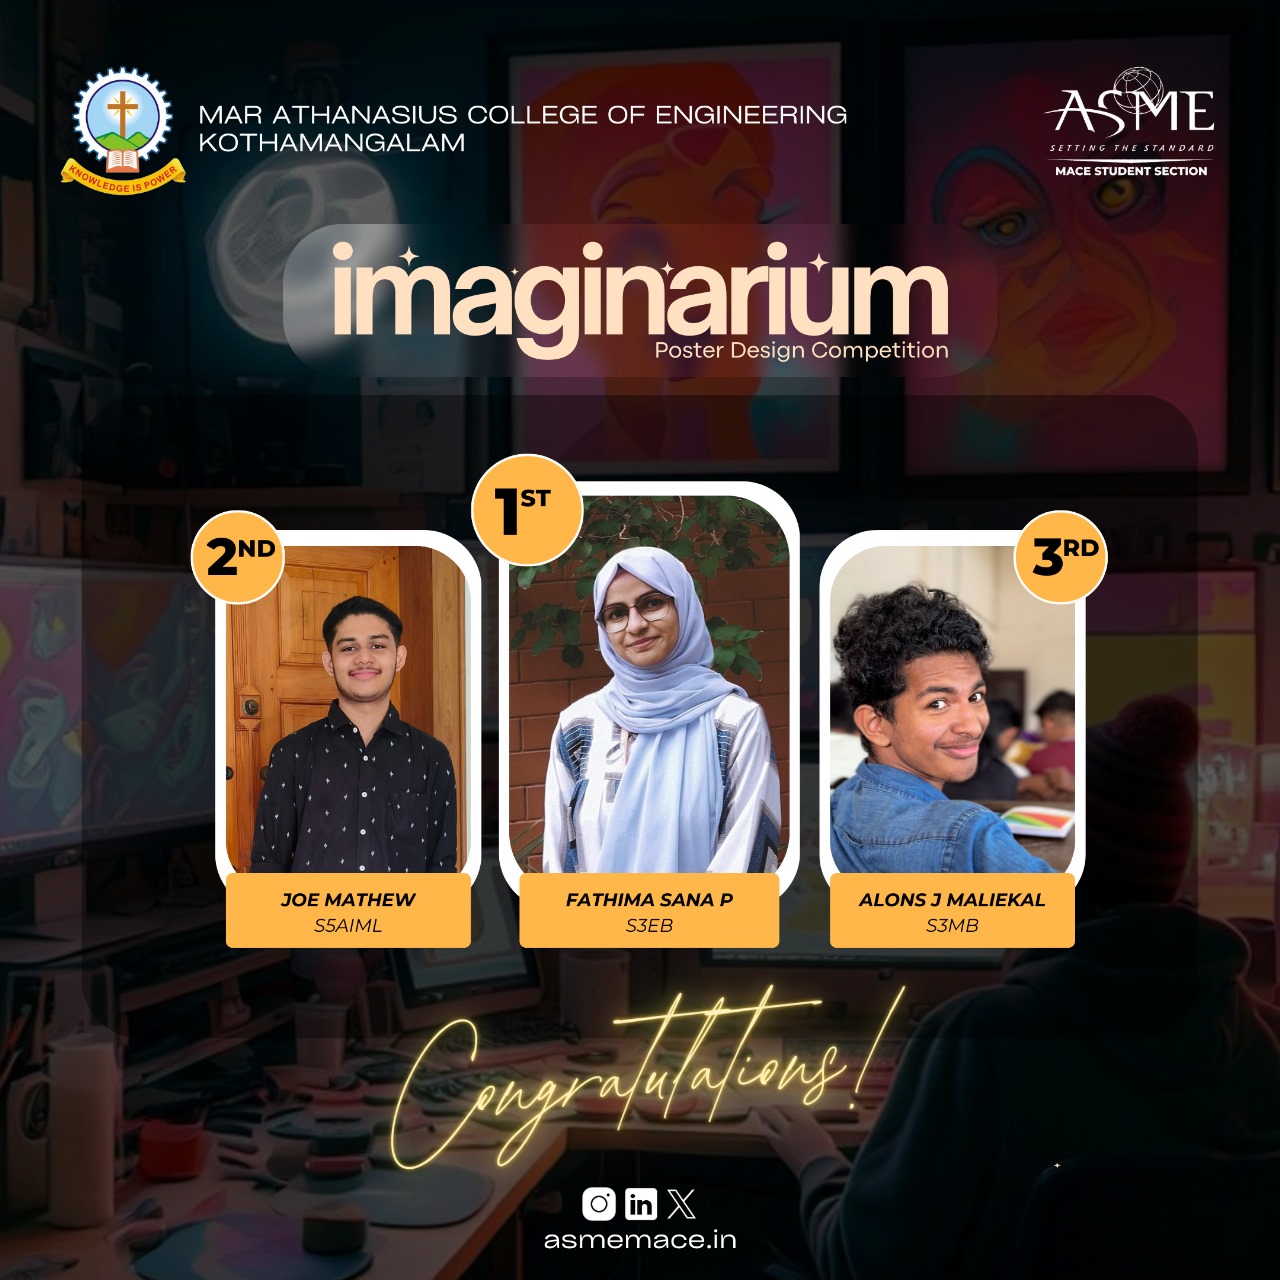 KNOWLEDGE IS POWER
MAR ATHANASIUS COLLEGE OF ENGINEERING
KOTHAMANGALAM
ASME
SETTING THE STANDARD
MACE STUDENT SECTION
imaginarium
Poster Design Competition
2ND
1ST
3RD
JOE MATHEW
S5AIML
FATHIMA SANA P
S3EB
ALONS J MALIEKAL
S3MB
Congratulations!
in
asmemace.in